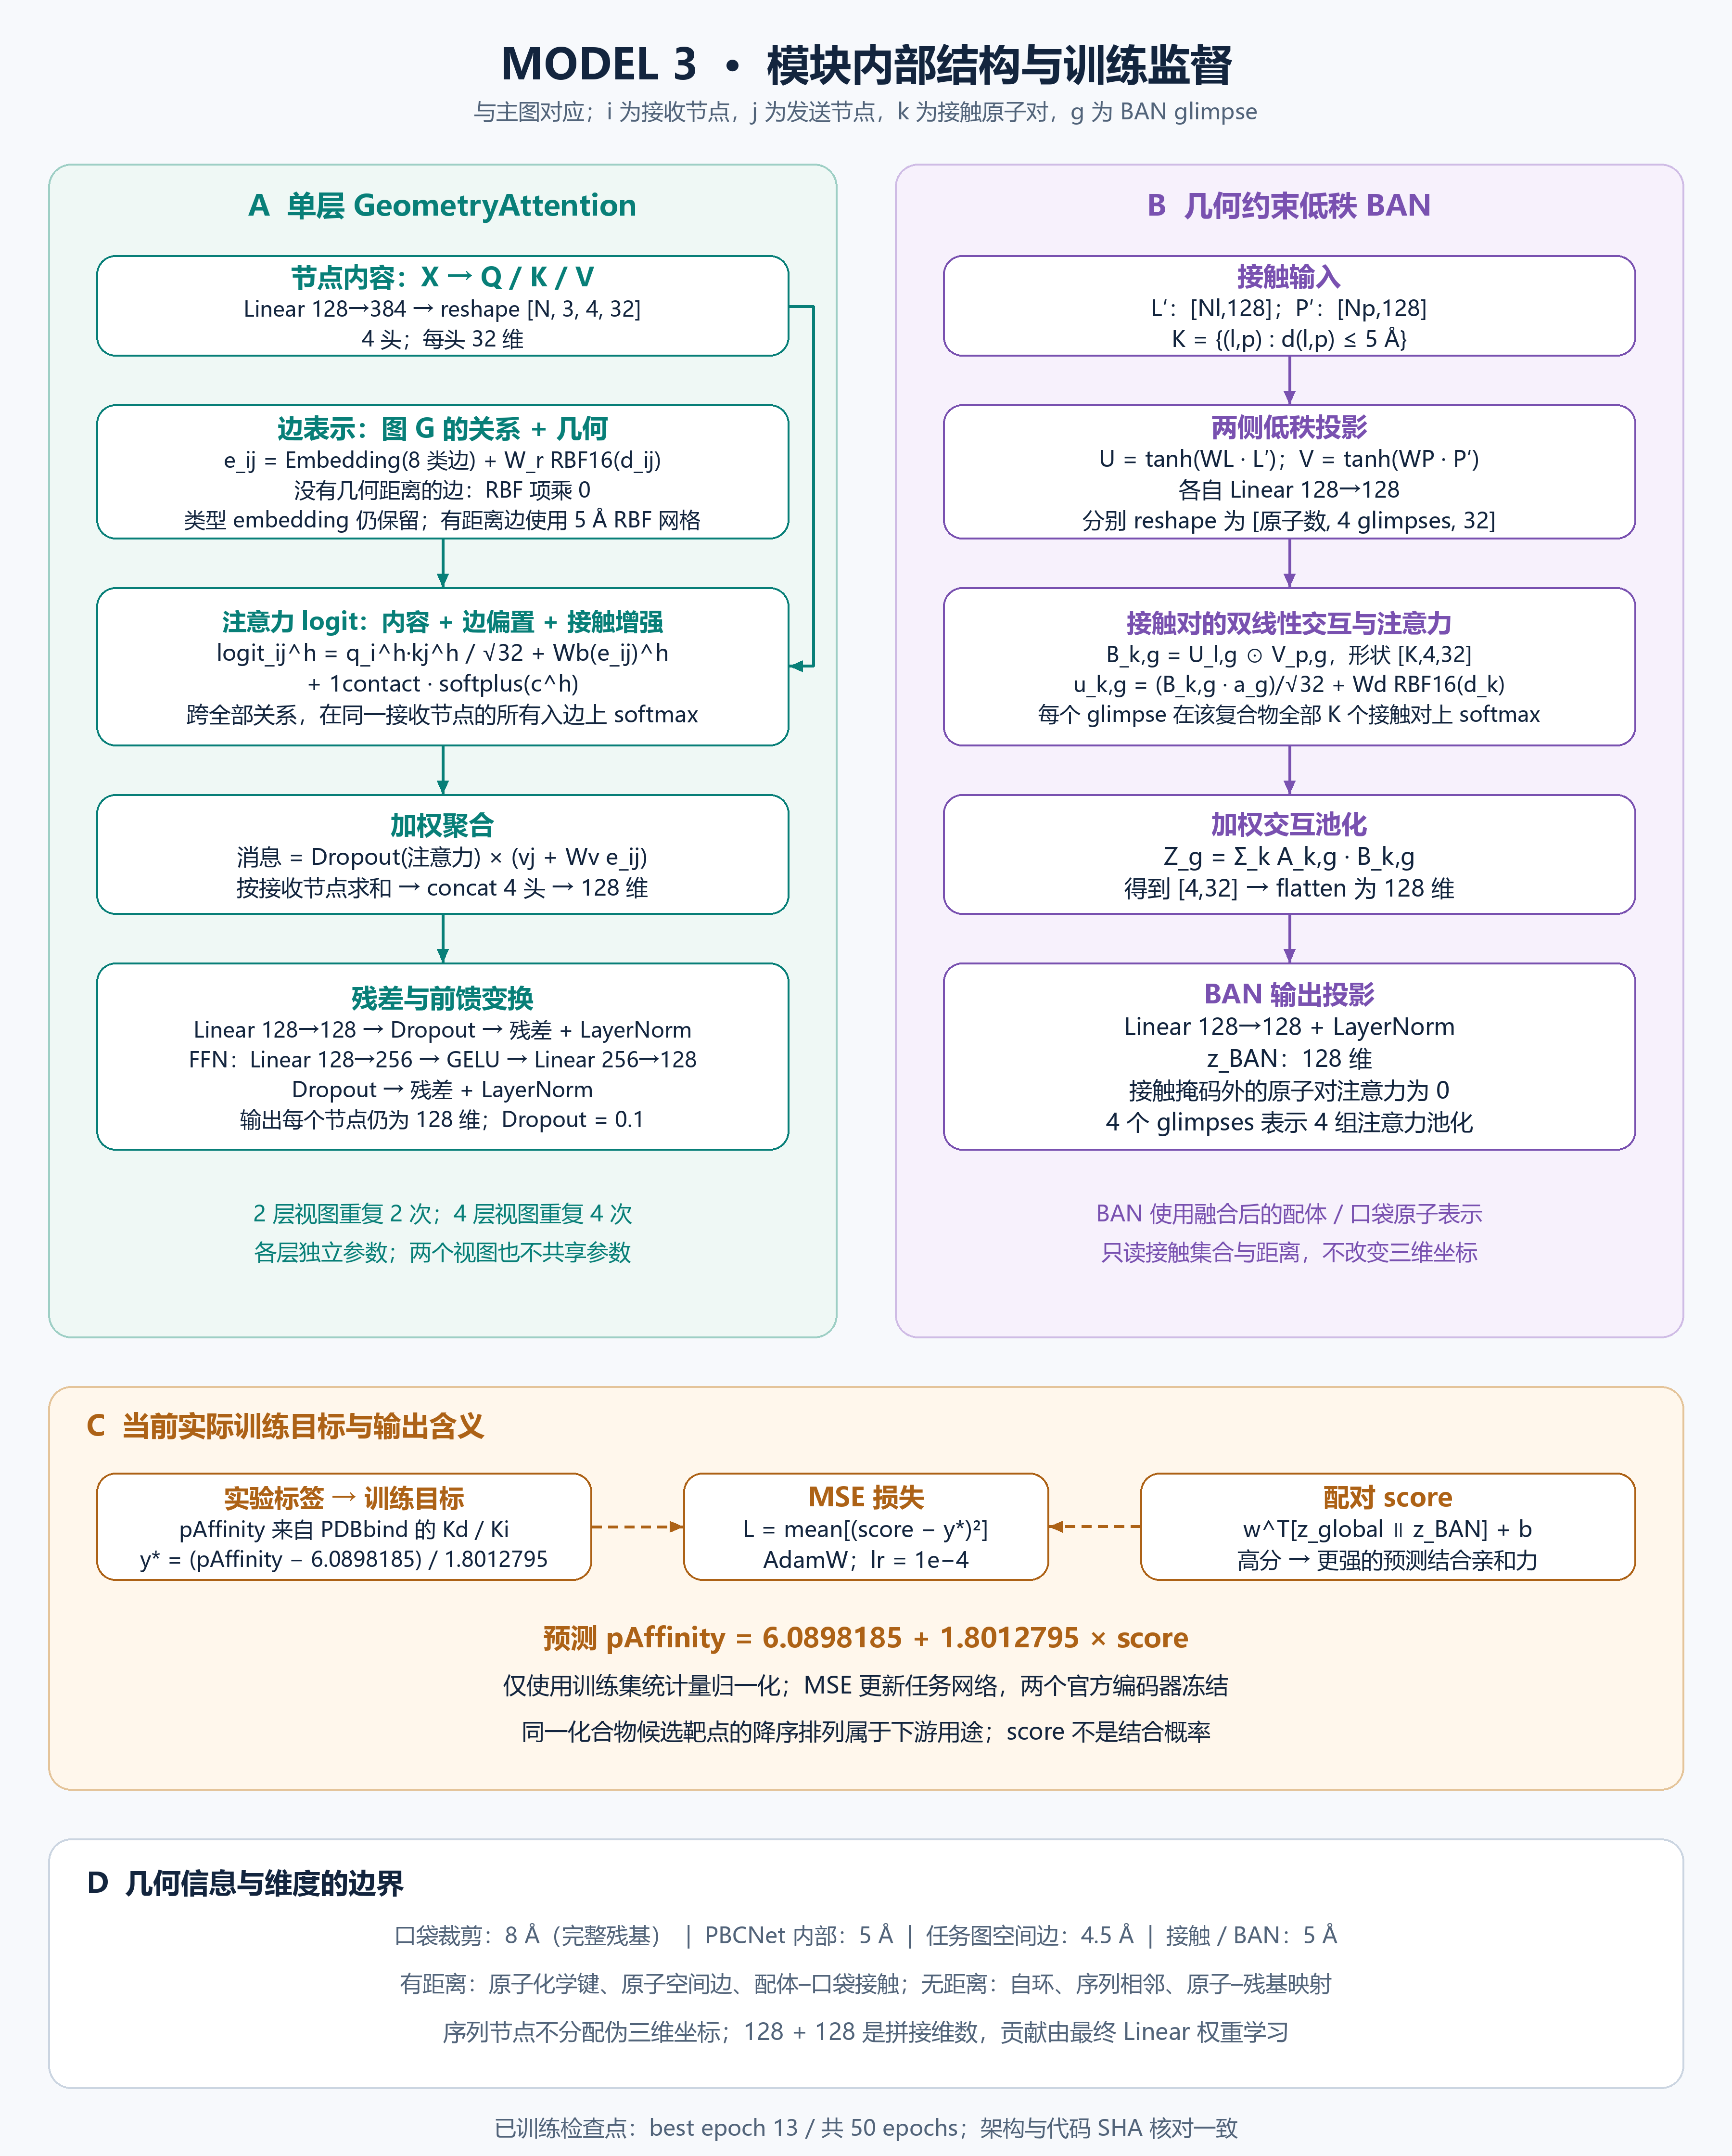 MODEL 3 • 模块内部结构与训练监督
与主图对应；i 为接收节点，j 为发送节点，k 为接触原子对，g 为 BAN glimpse
A 单层 GeometryAttention
节点内容：X → Q / K / V
Linear 128→384 → reshape [N, 3, 4, 32]
4 头；每头 32 维
边表示：图 G 的关系 + 几何
e_ij = Embedding(8 类边) + W_r RBF16(d_ij)
没有几何距离的边：RBF 项乘 0
类型 embedding 仍保留；有距离边使用 5 Å RBF 网格
注意力 logit：内容 + 边偏置 + 接触增强
logit_ij^h = q_i^h·kj^h / √32 + Wb(e_ij)^h
+ 1contact · softplus(c^h)
跨全部关系，在同一接收节点的所有入边上 softmax
加权聚合
消息 = Dropout(注意力) × (vj + Wv e_ij)
按接收节点求和 → concat 4 头 → 128 维
残差与前馈变换
Linear 128→128 → Dropout → 残差 + LayerNorm
FFN：Linear 128→256 → GELU → Linear 256→128
Dropout → 残差 + LayerNorm
输出每个节点仍为 128 维；Dropout = 0.1
2 层视图重复 2 次；4 层视图重复 4 次
各层独立参数；两个视图也不共享参数
B 几何约束低秩 BAN
接触输入
L′：[Nl,128]；P′：[Np,128]
K = {(l,p) : d(l,p) ≤ 5 Å}
两侧低秩投影
U = tanh(WL · L′)；V = tanh(WP · P′)
各自 Linear 128→128
分别 reshape 为 [原子数, 4 glimpses, 32]
接触对的双线性交互与注意力
B_k,g = U_l,g ⊙ V_p,g，形状 [K,4,32]
u_k,g = (B_k,g · a_g)/√32 + Wd RBF16(d_k)
每个 glimpse 在该复合物全部 K 个接触对上 softmax
加权交互池化
Z_g = Σ_k A_k,g · B_k,g
得到 [4,32] → flatten 为 128 维
BAN 输出投影
Linear 128→128 + LayerNorm
z_BAN：128 维
接触掩码外的原子对注意力为 0
4 个 glimpses 表示 4 组注意力池化
BAN 使用融合后的配体 / 口袋原子表示
只读接触集合与距离，不改变三维坐标
C 当前实际训练目标与输出含义
实验标签 → 训练目标
pAffinity 来自 PDBbind 的 Kd / Ki
y* = (pAffinity − 6.0898185) / 1.8012795
MSE 损失
L = mean[(score − y*)²]
AdamW；lr = 1e−4
配对 score
w^T[z_global ∥ z_BAN] + b
高分 → 更强的预测结合亲和力
预测 pAffinity = 6.0898185 + 1.8012795 × score
仅使用训练集统计量归一化；MSE 更新任务网络，两个官方编码器冻结
同一化合物候选靶点的降序排列属于下游用途；score 不是结合概率
D 几何信息与维度的边界
口袋裁剪：8 Å（完整残基） | PBCNet 内部：5 Å | 任务图空间边：4.5 Å | 接触 / BAN：5 Å
有距离：原子化学键、原子空间边、配体–口袋接触；无距离：自环、序列相邻、原子–残基映射
序列节点不分配伪三维坐标；128 + 128 是拼接维数，贡献由最终 Linear 权重学习
已训练检查点：best epoch 13 / 共 50 epochs；架构与代码 SHA 核对一致